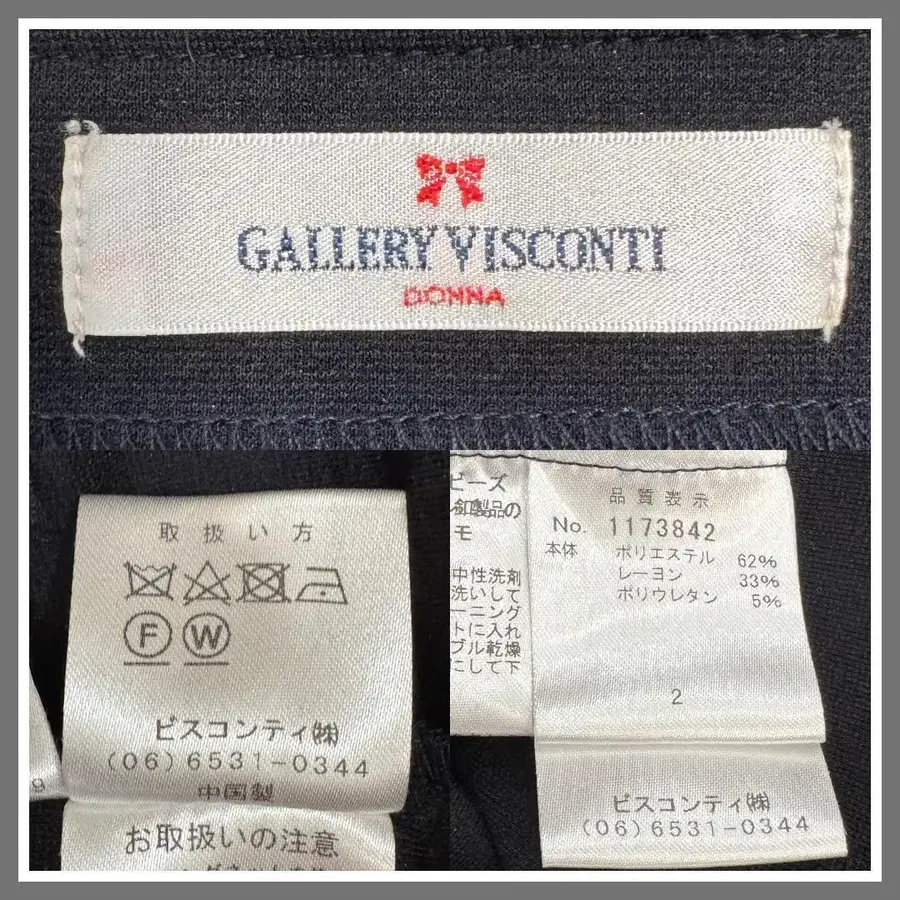 GALLERY VISCONTI
DONNA
取扱い方
F W
ビスコンティ㈱
(06)6531-0344
中国製
お取扱いの注意
9
ビーズ
製品の
モ
中性洗剤
洗いして
ーニング
トに入れ
ブル乾燥
にして下
品質表示
No. 1173842
本体 ポリエステル 62%
レーヨン 33%
ポリウレタン 5%
2
ビスコンティ㈱
(06)6531-0344